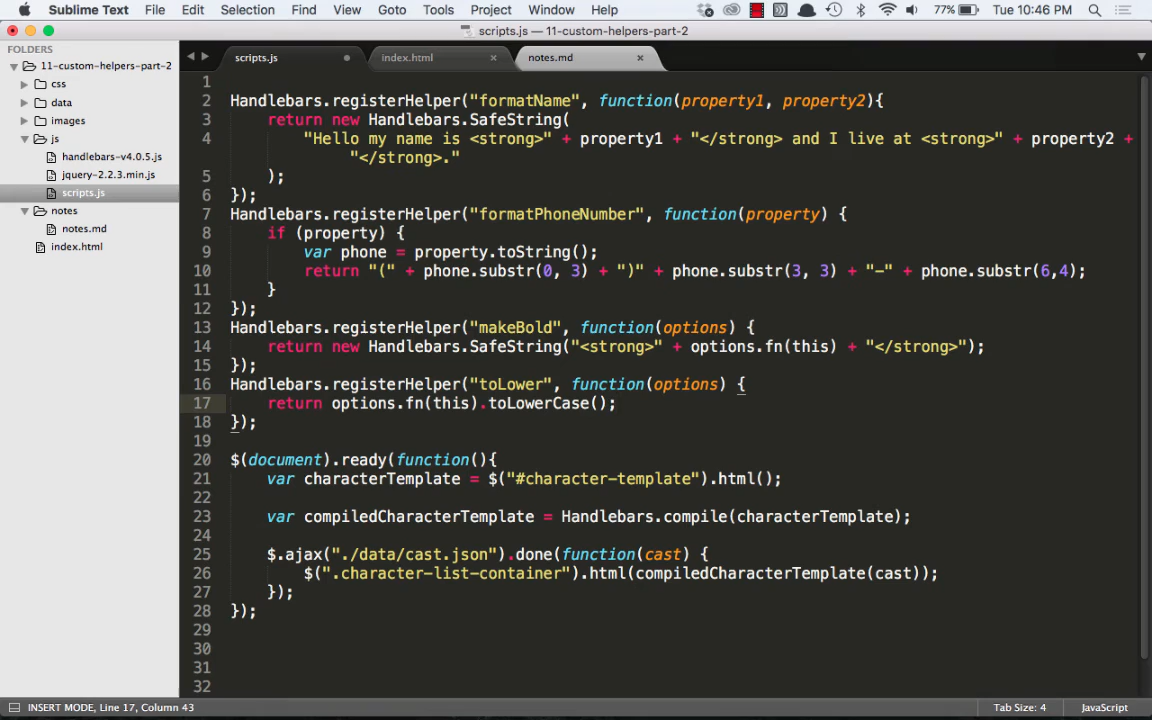 Sublime Text File Edit Selection Find View Goto Tools Project Window Help 77% Tue 10:46 PM
scripts.js — 11-custom-helpers-part-2
FOLDERS
11-custom-helpers-part-2
css
data
images
js
handlebars-v4.0.5.js
jquery-2.2.3.min.js
scripts.js
notes
notes.md
index.html
scripts.js index.html notes.md
1
2 Handlebars.registerHelper("formatName", function(property1, property2){
3 return new Handlebars.SafeString(
4 "Hello my name is <strong>" + property1 + "</strong> and I live at <strong>" + property2 +
"</strong>."
5 );
6 });
7 Handlebars.registerHelper("formatPhoneNumber", function(property) {
8 if (property) {
9 var phone = property.toString();
10 return "(" + phone.substr(0, 3) + ")" + phone.substr(3, 3) + "-" + phone.substr(6,4);
11 }
12 });
13 Handlebars.registerHelper("makeBold", function(options) {
14 return new Handlebars.SafeString("<strong>" + options.fn(this) + "</strong>");
15 });
16 Handlebars.registerHelper("toLower", function(options) {
17 return options.fn(this).toLowerCase();
18 });
19
20 $(document).ready(function(){
21 var characterTemplate = $("#character-template").html();
22
23 var compiledCharacterTemplate = Handlebars.compile(characterTemplate);
24
25 $.ajax("./data/cast.json").done(function(cast) {
26 $(".character-list-container").html(compiledCharacterTemplate(cast));
27 });
28 });
29
30
31
32
INSERT MODE, Line 17, Column 43 Tab Size: 4 JavaScript